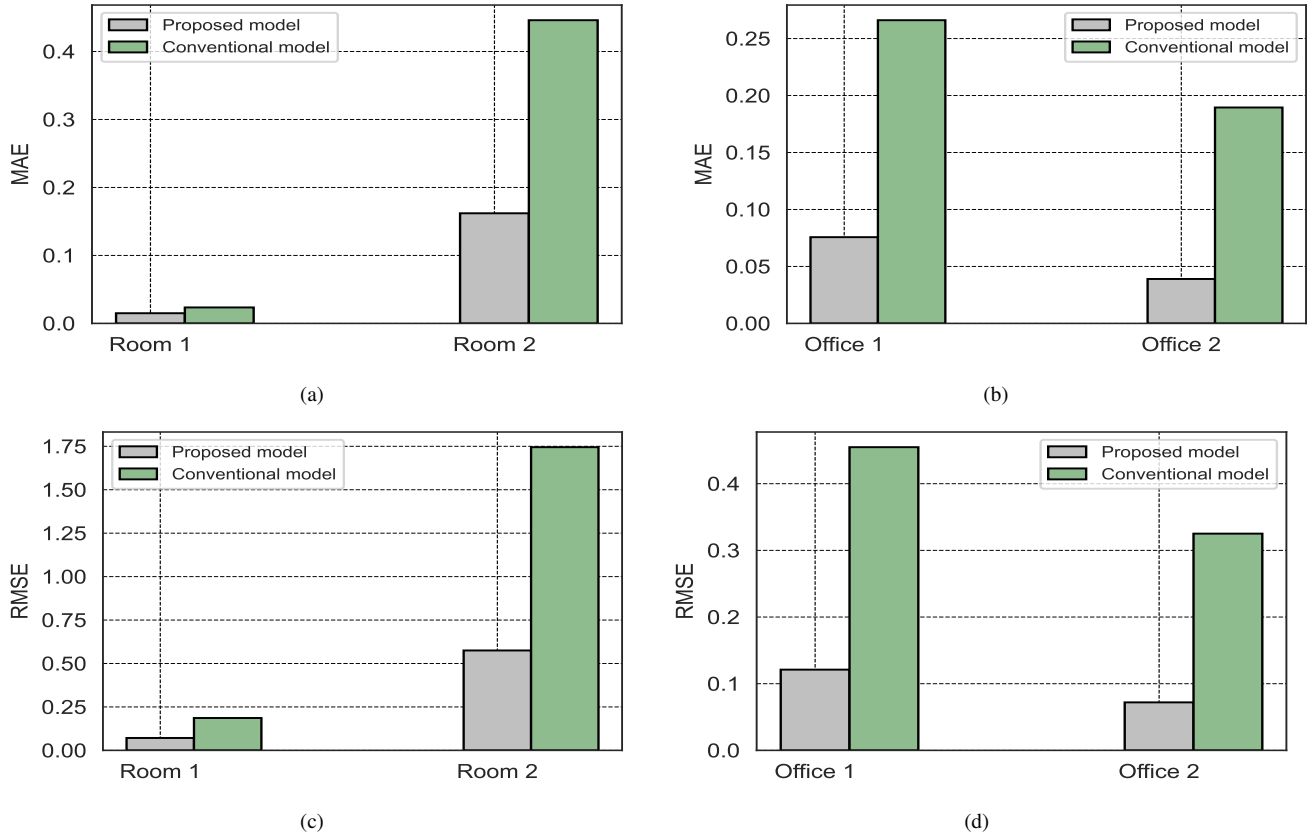 Proposed model
Conventional model
0.4
0.3
0.2
0.1
0.0
MAE
Room 1 Room 2
(a)
Proposed model
Conventional model
0.25
0.20
0.15
0.10
0.05
0.00
MAE
Office 1 Office 2
(b)
Proposed model
Conventional model
1.75
1.50
1.25
1.00
0.75
0.50
0.25
0.00
RMSE
Room 1 Room 2
(c)
Proposed model
Conventional model
0.4
0.3
0.2
0.1
0.0
RMSE
Office 1 Office 2
(d)